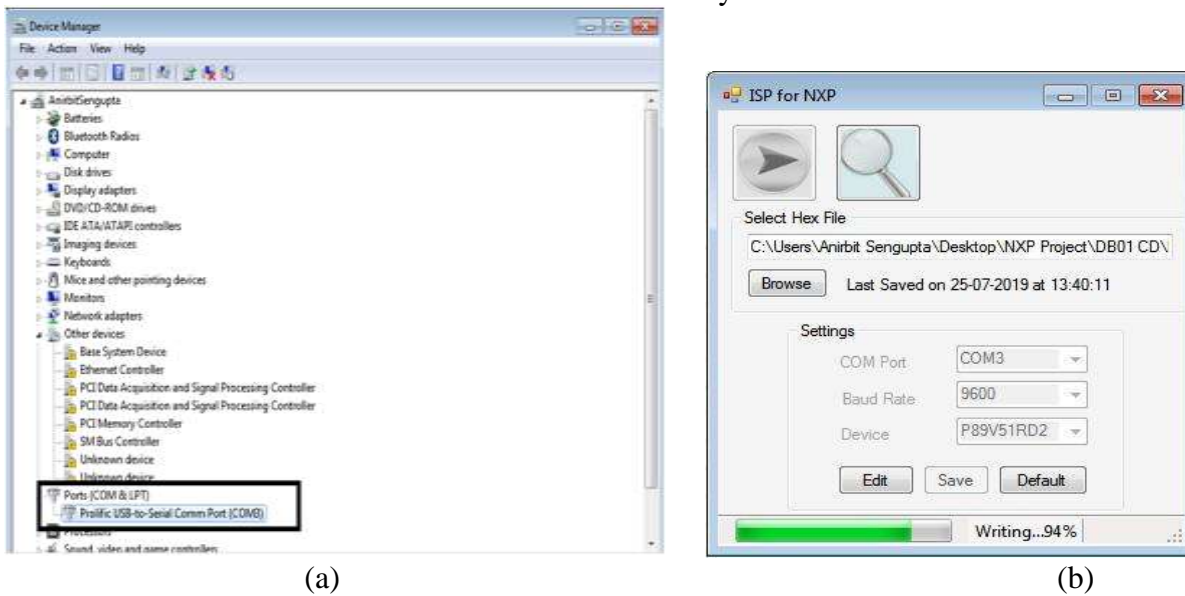 Device Manager
File Action View Help
AnirbitSengupta
Batteries
Bluetooth Radios
Computer
Disk drives
Display adapters
DVD/CD-ROM drives
IDE ATA/ATAPI controllers
Imaging devices
Keyboards
Mice and other pointing devices
Monitors
Network adapters
Other devices
Base System Device
Ethernet Controller
PCI Data Acquisition and Signal Processing Controller
PCI Data Acquisition and Signal Processing Controller
PCI Memory Controller
SM Bus Controller
Unknown device
Unknown device
Ports (COM & LPT)
Prolific USB-to-Serial Comm Port
Processors
Sound, video and game controllers
(a)
ISP for NXP
Select Hex File
C:\Users\Anirbit Sengupta\Desktop\NXP Project\DB01 CD\
Browse Last Saved on 25-07-2019 at 13:40:11
Settings
COM Port COM3
Baud Rate 9600
Device P89V51RD2
Edit Save Default
Writing...94%
(b)